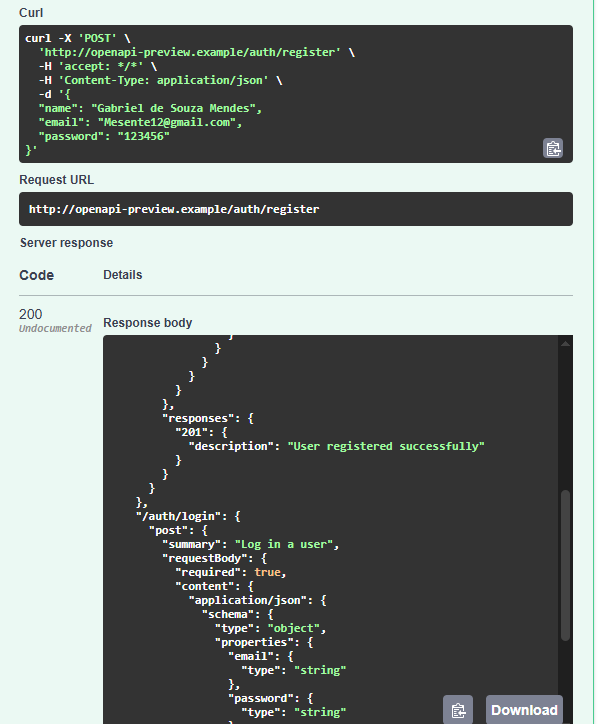 Curl
curl -X 'POST' \
  'http://openapi-preview.example/auth/register' \
  -H 'accept: */*' \
  -H 'Content-Type: application/json' \
  -d '{
  "name": "Gabriel de Souza Mendes",
  "email": "Mesente12@gmail.com",
  "password": "123456"
}'
Request URL
http://openapi-preview.example/auth/register
Server response
Code Details
200
Undocumented
Response body
}
}
}
}
}
},
"responses": {
"201": {
"description": "User registered successfully"
}
}
}
},
"/auth/login": {
"post": {
"summary": "Log in a user",
"requestBody": {
"required": true,
"content": {
"application/json": {
"schema": {
"type": "object",
"properties": {
"email": {
"type": "string"
},
"password": {
"type": "string"
Download